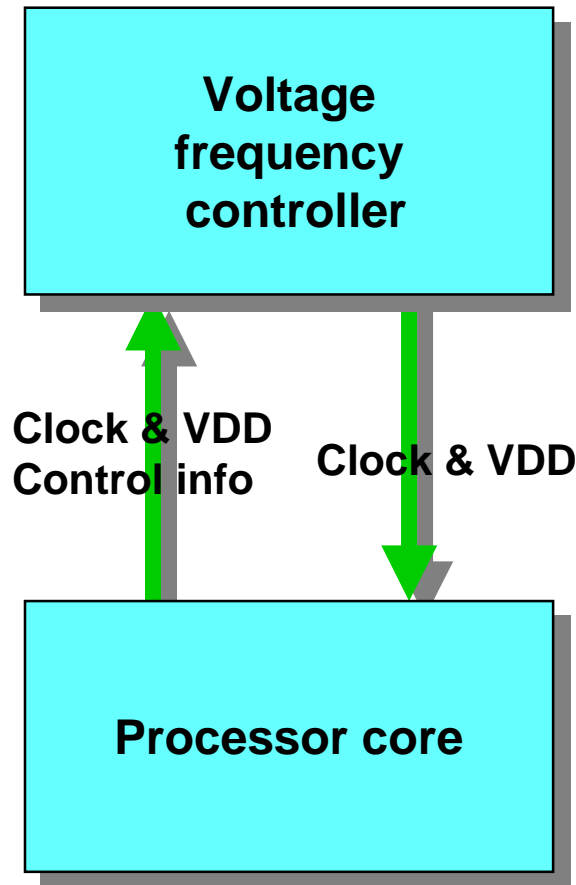 Voltage
frequency
controller
Clock & VDD
Control info
Clock & VDD
Processor core